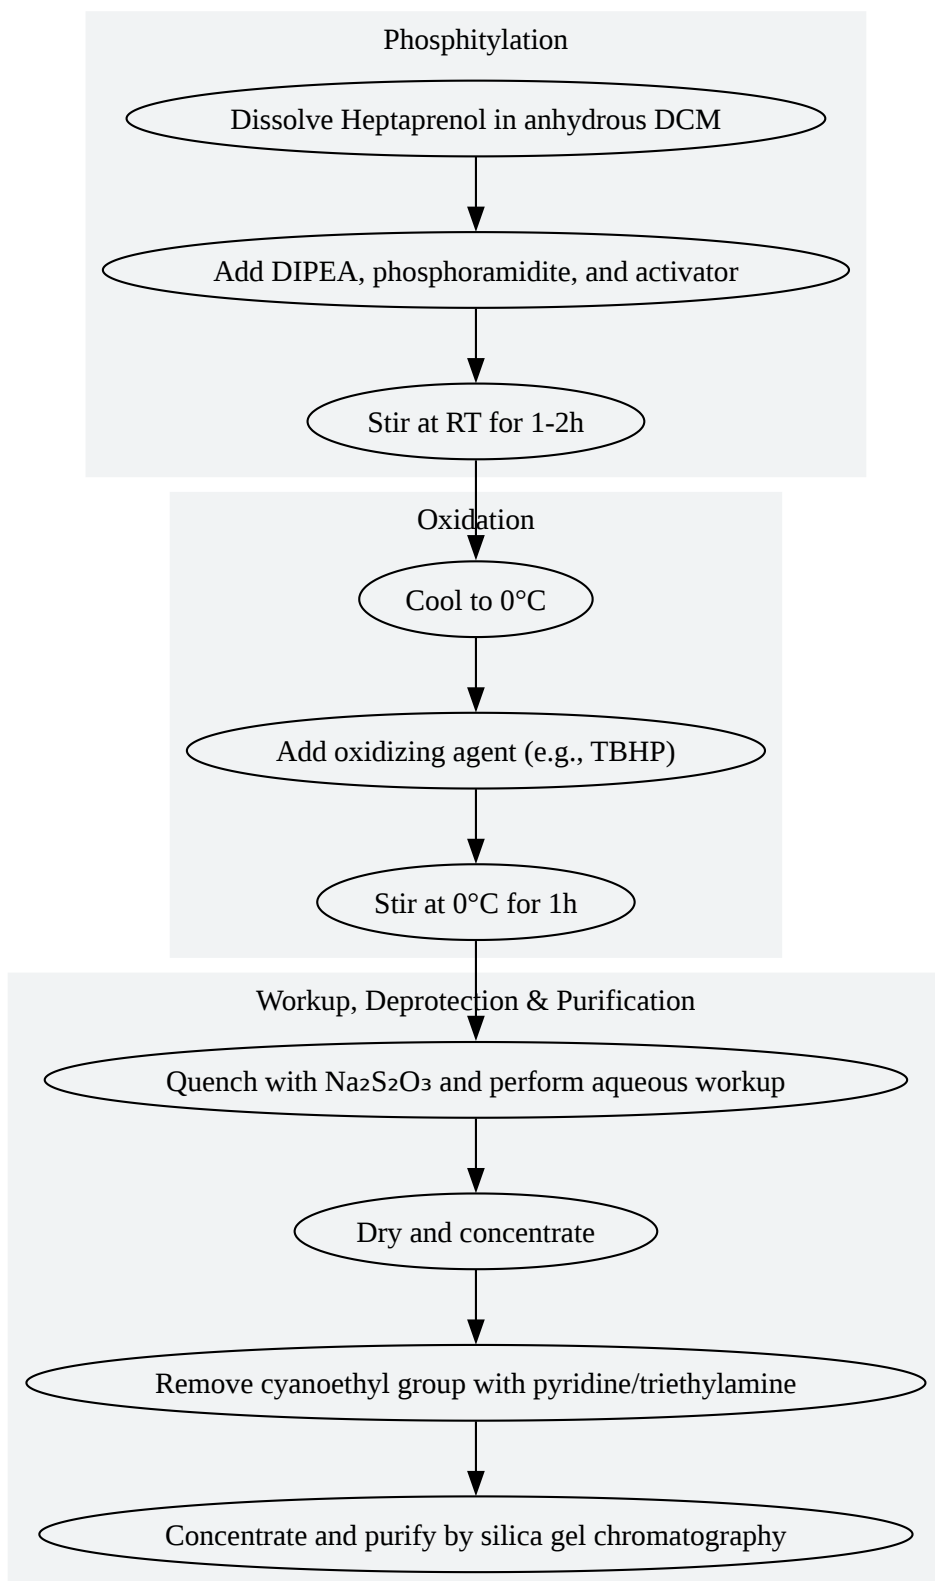 Phosphitylation
Dissolve Heptaprenol in anhydrous DCM
Add DIPEA, phosphoramidite, and activator
Stir at RT for 1-2h
Oxidation
Cool to 0°C
Add oxidizing agent (e.g., TBHP)
Stir at 0°C for 1h
Workup, Deprotection & Purification
Quench with Na₂S₂O₃ and perform aqueous workup
Dry and concentrate
Remove cyanoethyl group with pyridine/triethylamine
Concentrate and purify by silica gel chromatography